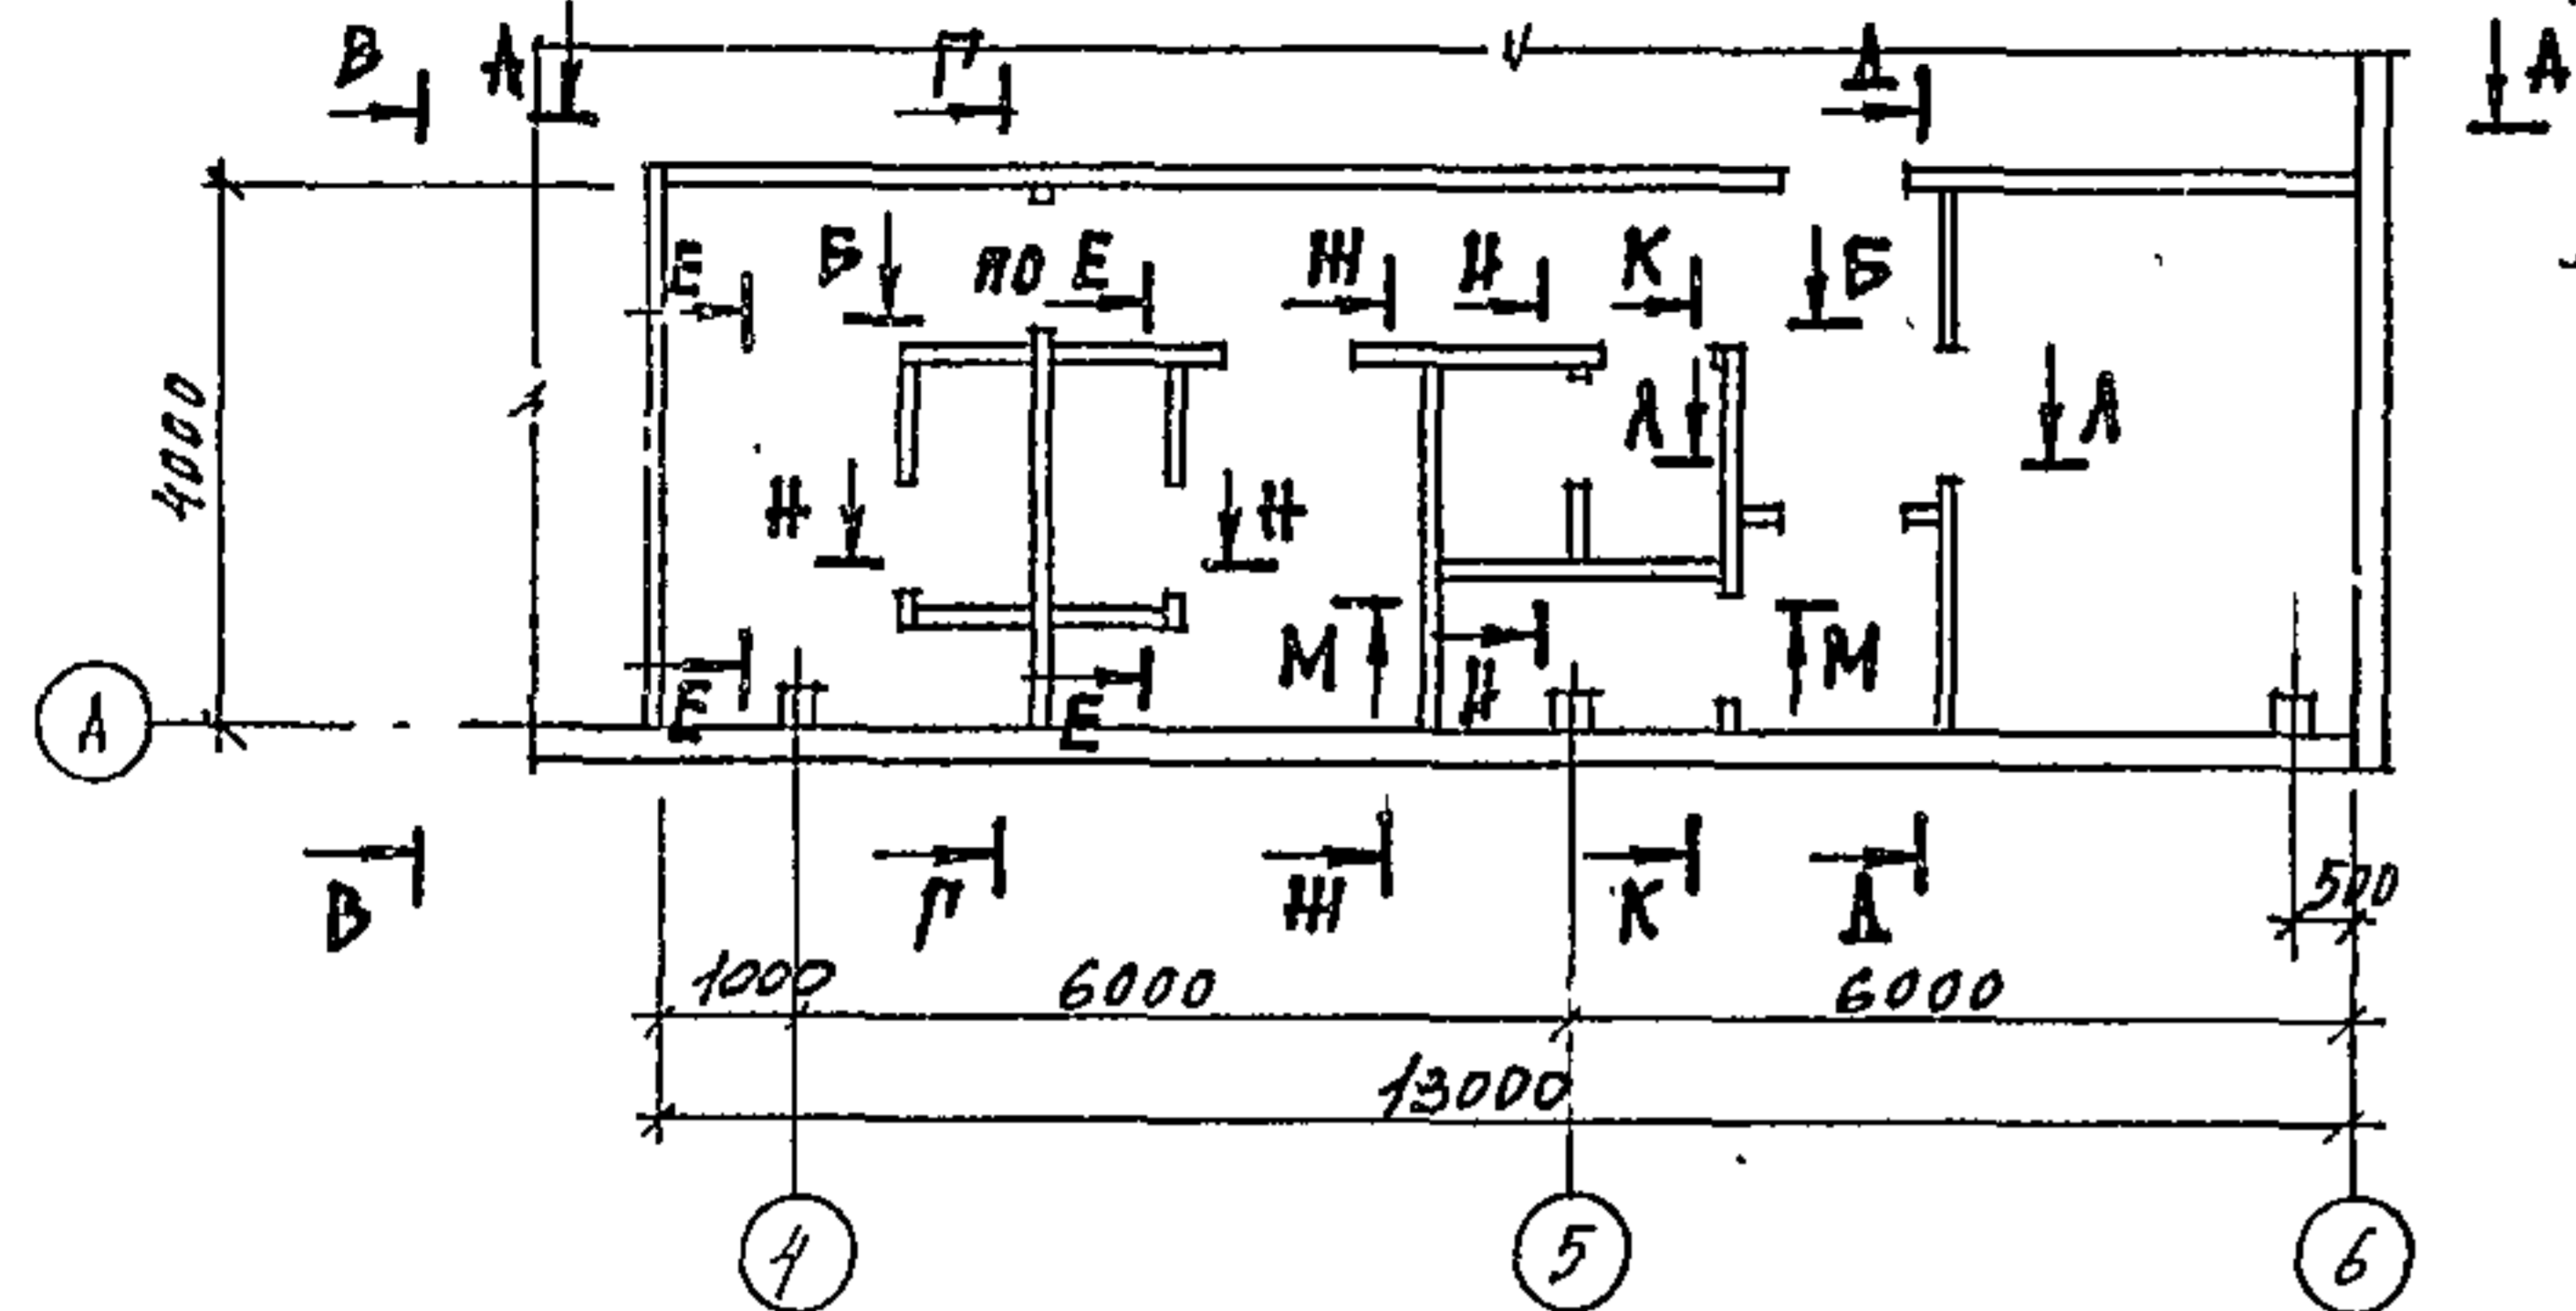 В А Г Д А
Е Б по Е Ж И К Б
Л Л
4000
Н Н
М М
А Е Е И
В Г Ж К Д
500
1000 6000 6000
13000
4 5 6